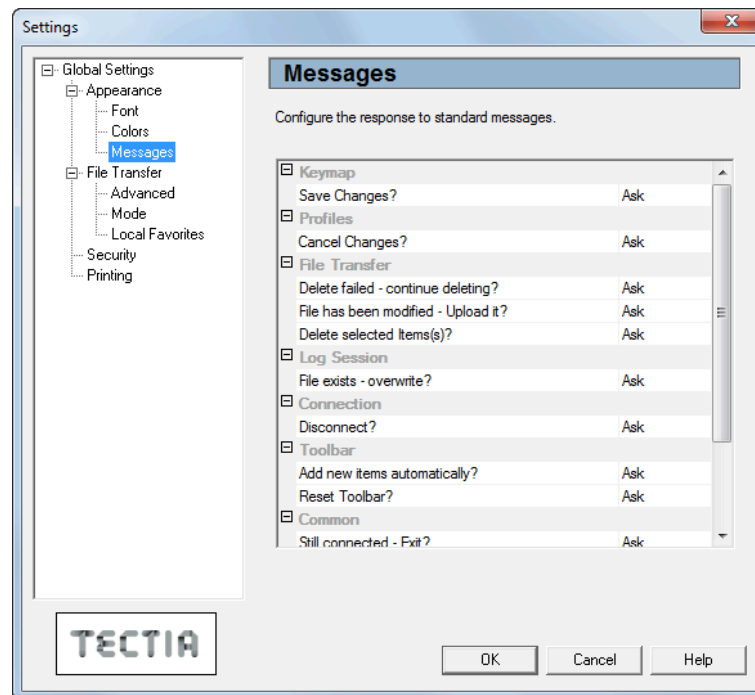 Settings
Global Settings
Appearance
Font
Colors
Messages
File Transfer
Advanced
Mode
Local Favorites
Security
Printing
Messages
Configure the response to standard messages.
Keymap
Save Changes? Ask
Profiles
Cancel Changes? Ask
File Transfer
Delete failed - continue deleting? Ask
File has been modified - Upload it? Ask
Delete selected Items(s)? Ask
Log Session
File exists - overwrite? Ask
Connection
Disconnect? Ask
Toolbar
Add new items automatically? Ask
Reset Toolbar? Ask
Common
Still connected - Exit? Ask
TECTIA
OK Cancel Help